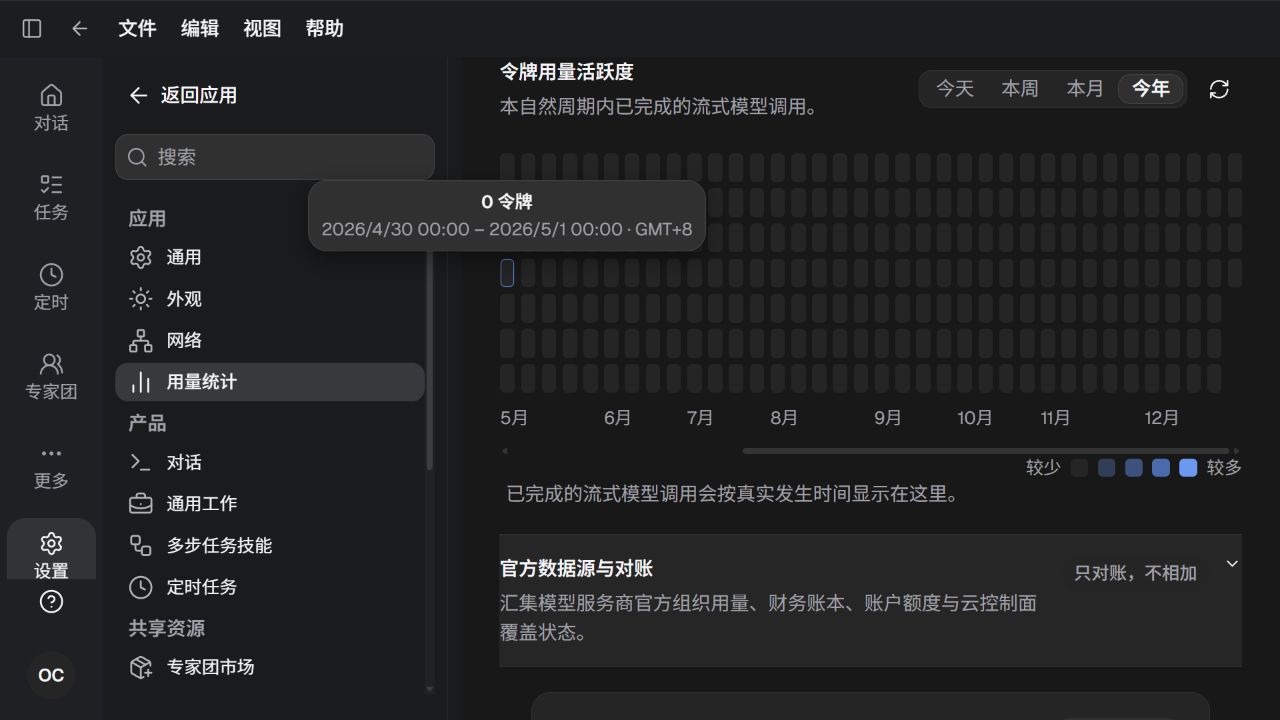 文件 编辑 视图 帮助
对话
任务
定时
专家团
更多
设置
OC
返回应用
搜索
应用
通用
外观
网络
用量统计
产品
对话
通用工作
多步任务技能
定时任务
共享资源
专家团市场
令牌用量活跃度
本自然周期内已完成的流式模型调用。
今天 本周 本月 今年
0 令牌
2026/4/30 00:00 – 2026/5/1 00:00 · GMT+8
5月 6月 7月 8月 9月 10月 11月 12月
较少 较多
已完成的流式模型调用会按真实发生时间显示在这里。
官方数据源与对账
只对账，不相加
汇集模型服务商官方组织用量、财务账本、账户额度与云控制面
覆盖状态。